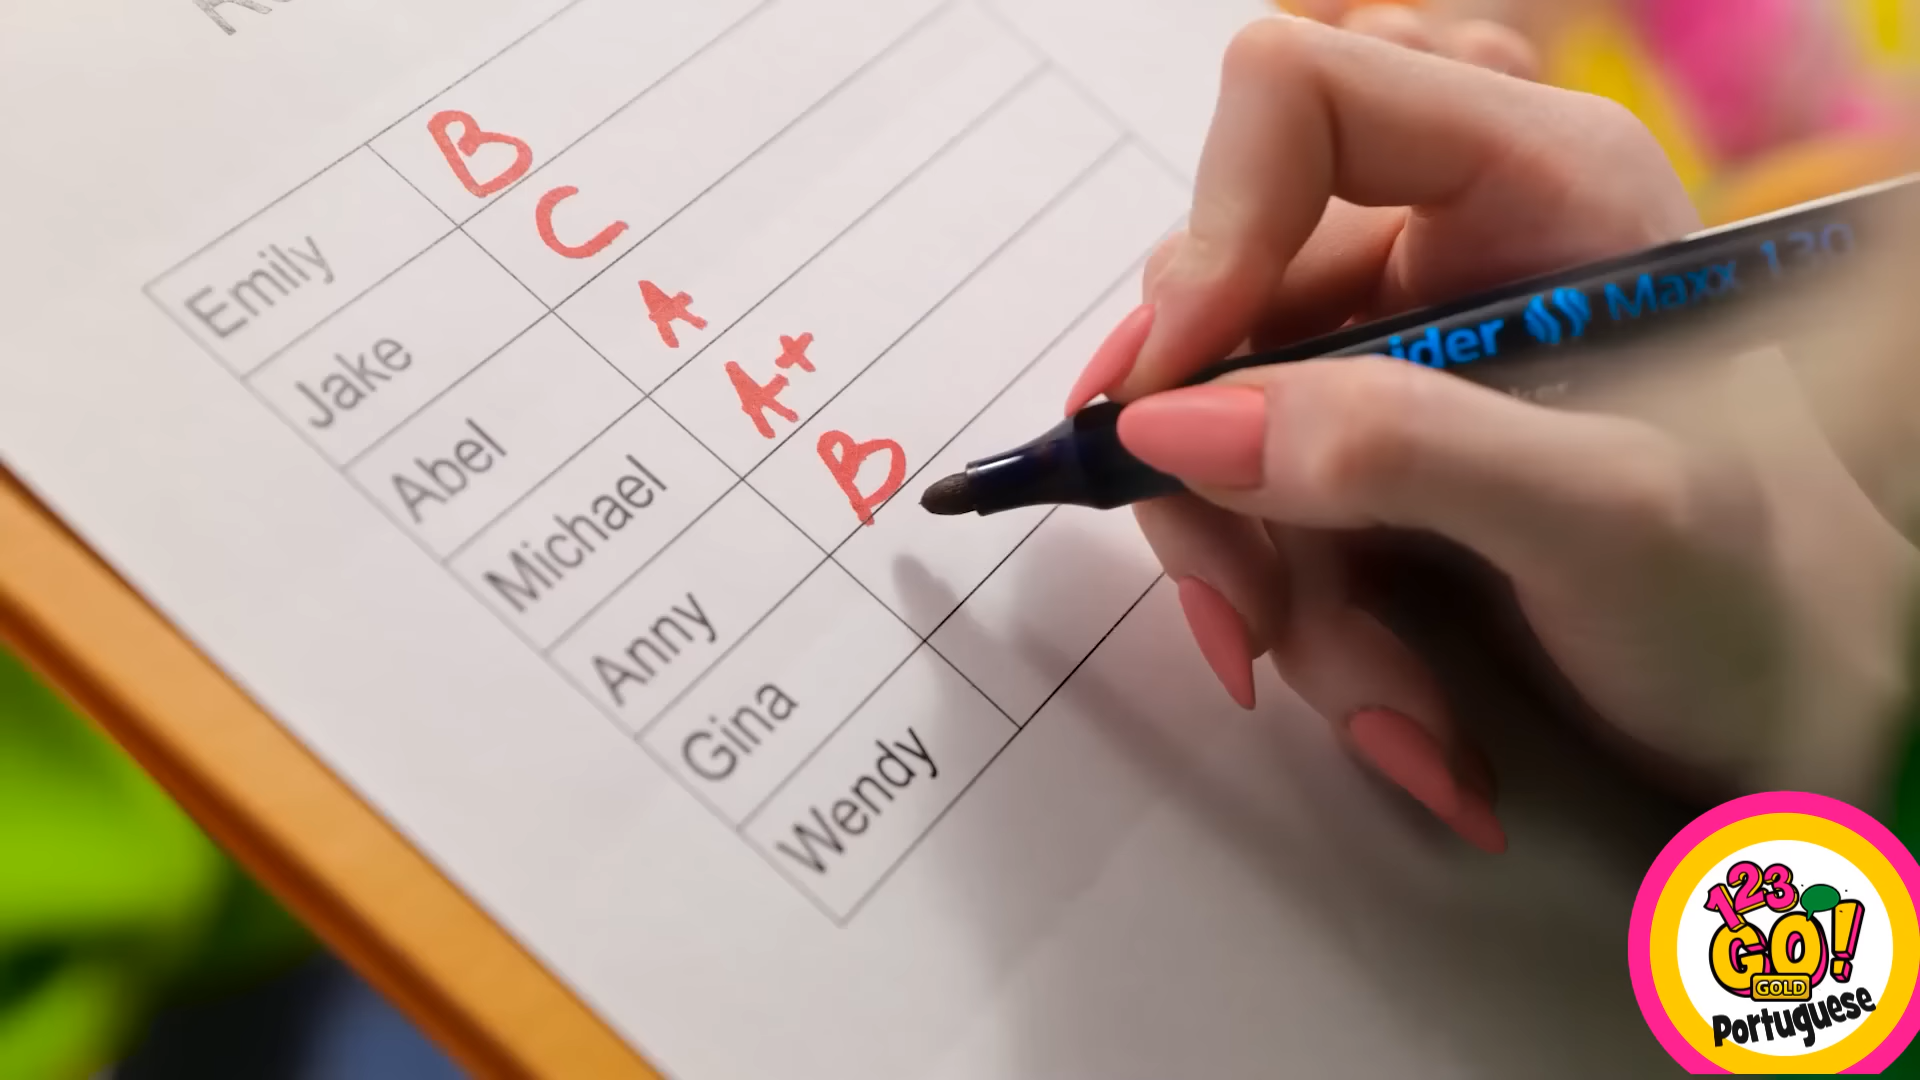 Emily B
Jake C
Abel A
Michael A+
Anny B
Gina
Wendy
Maxx 130
123
GO!
GOLD
Portuguese